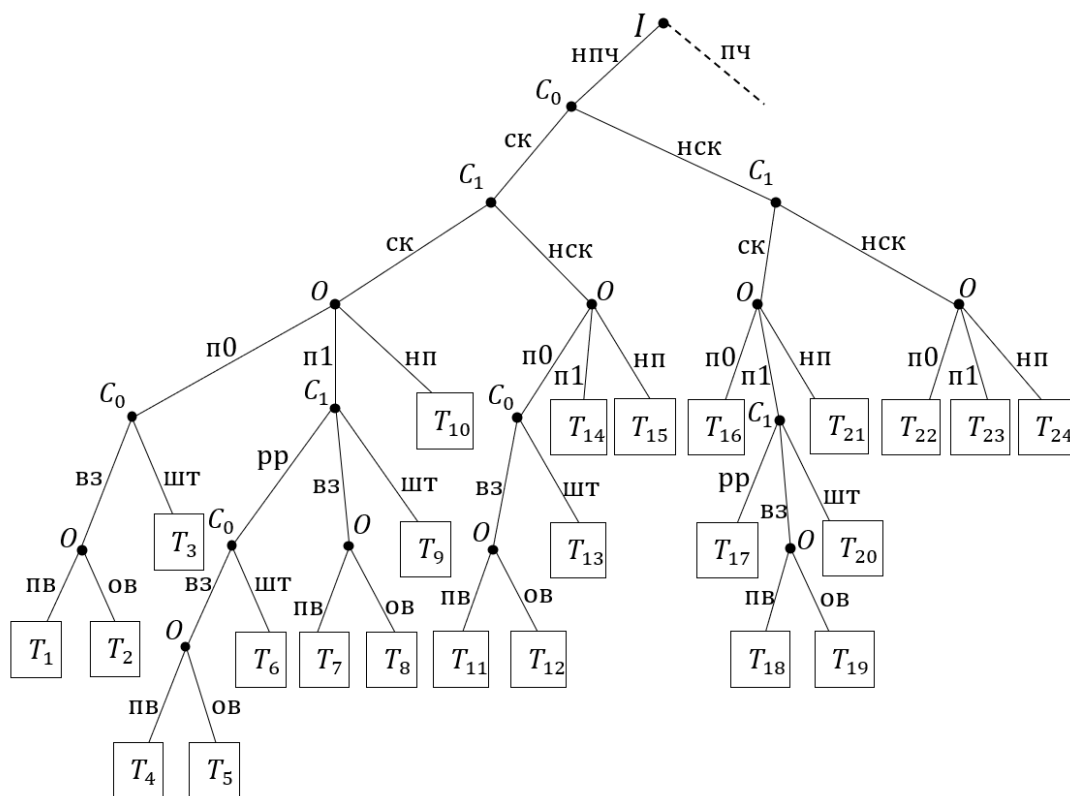 I
нпч пч
C₀
ск нск
C₁ C₁
ск нск ск нск
O O O O
п0 п1 нп п0 п1 нп п0 п1 нп п0 п1 нп
C₀ C₁ T₁₀ C₀ T₁₄ T₁₅ T₁₆ C₁ T₂₁ T₂₂ T₂₃ T₂₄
вз шт рр вз шт вз шт рр вз шт
O T₃ C₀ O T₉ O T₁₃ T₁₇ O T₂₀
пв ов вз шт пв ов пв ов пв ов
T₁ T₂ O T₆ T₇ T₈ T₁₁ T₁₂ T₁₈ T₁₉
пв ов
T₄ T₅